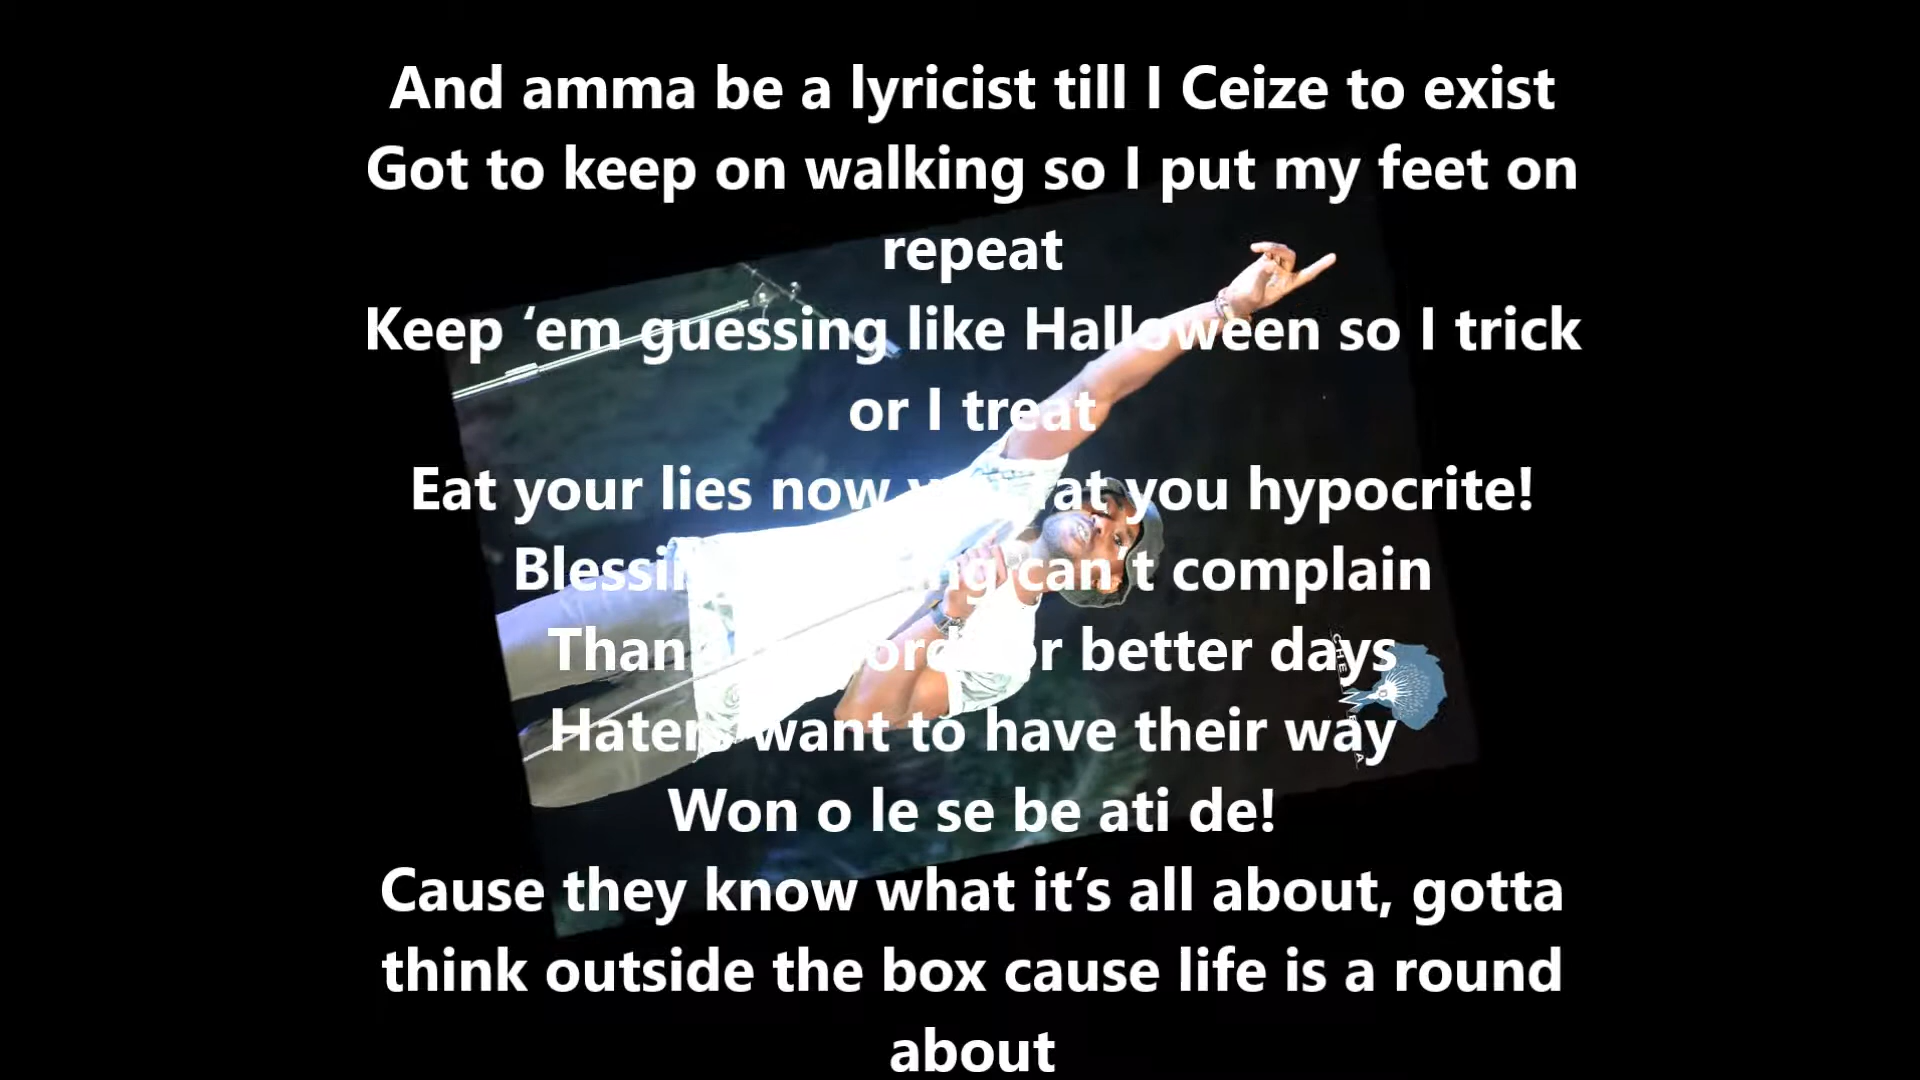 And amma be a lyricist till I Ceize to exist
Got to keep on walking so I put my feet on
repeat
Keep ‘em guessing like Halloween so I trick
or I treat
Eat your lies now you hypocrite!
can't complain
better days
Haters want to have their way
Won o le se be ati de!
Cause they know what it’s all about, gotta
think outside the box cause life is a round
about